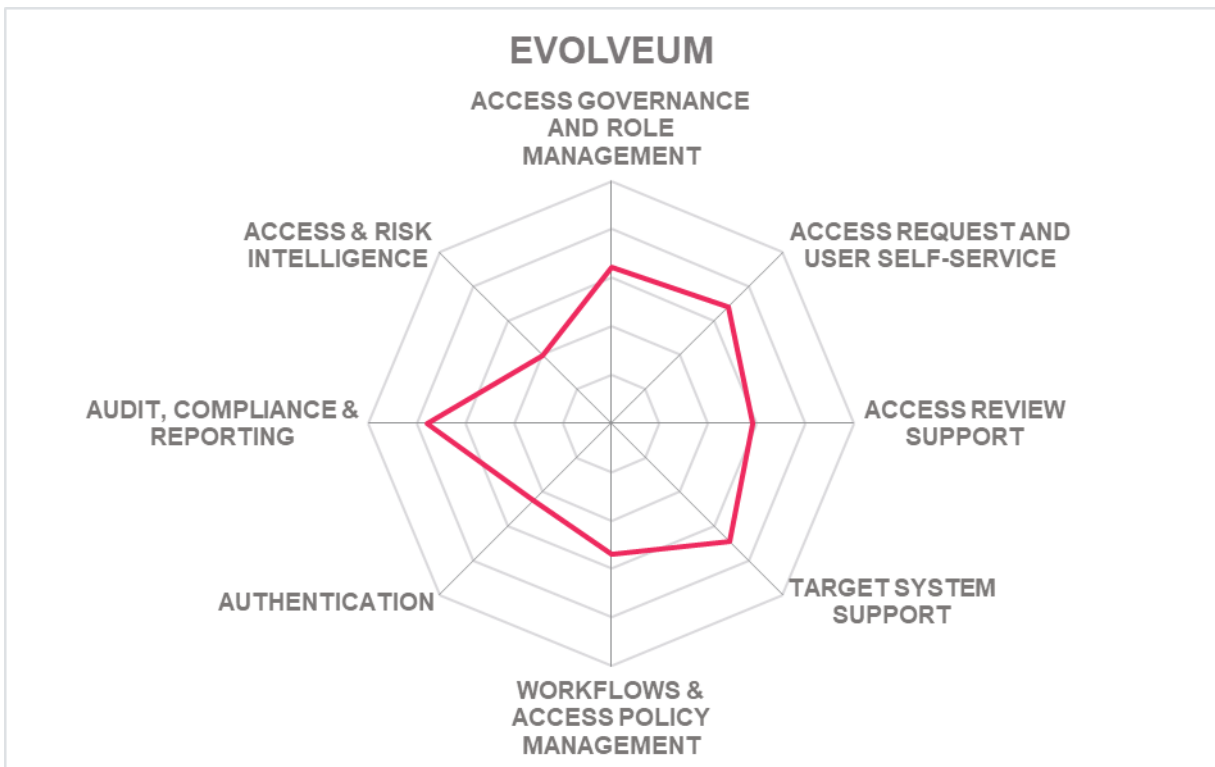 EVOLVEUM
ACCESS GOVERNANCE
AND ROLE
MANAGEMENT
ACCESS & RISK
INTELLIGENCE
ACCESS REQUEST AND
USER SELF-SERVICE
AUDIT, COMPLIANCE &
REPORTING
ACCESS REVIEW
SUPPORT
AUTHENTICATION
TARGET SYSTEM
SUPPORT
WORKFLOWS &
ACCESS POLICY
MANAGEMENT